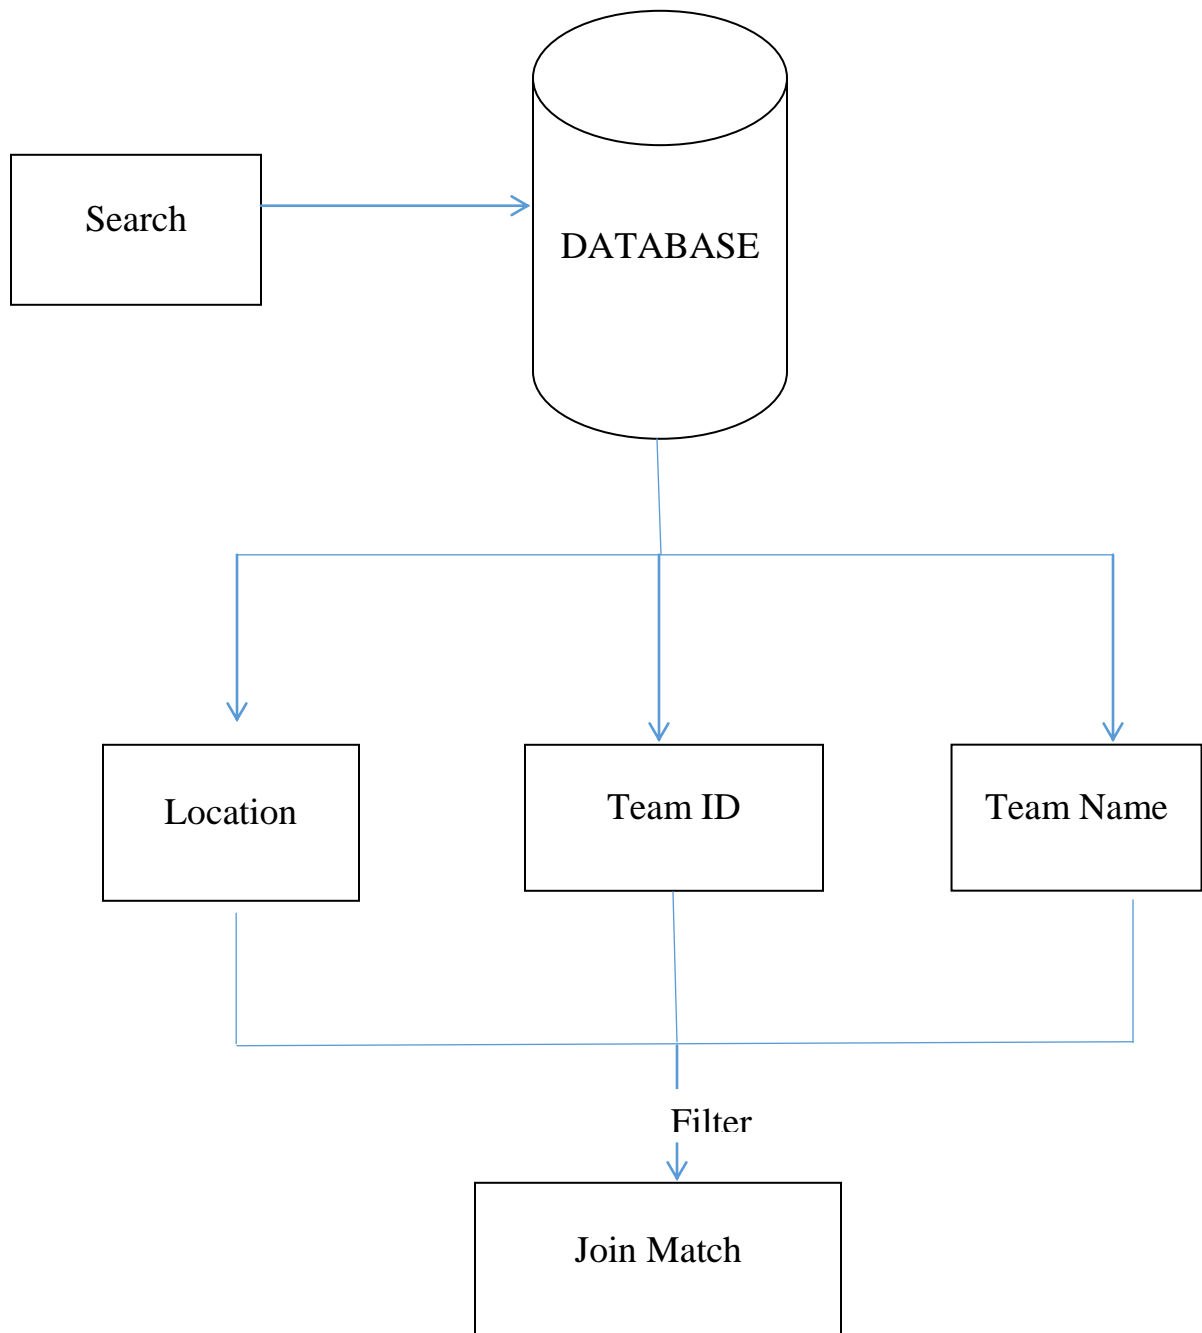 Search
DATABASE
Location
Team ID
Team Name
Filter
Join Match